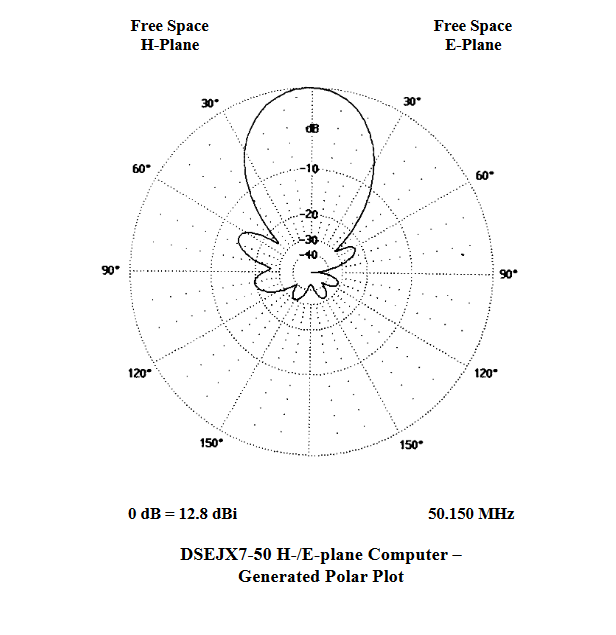 Free Space
H-Plane
Free Space
E-Plane
30°
30°
dB
60°
-10
60°
-20
-30
-40
90°
90°
120°
120°
150°
150°
0 dB = 12.8 dBi
50.150 MHz
DSEJX7-50 H-/E-plane Computer –
Generated Polar Plot